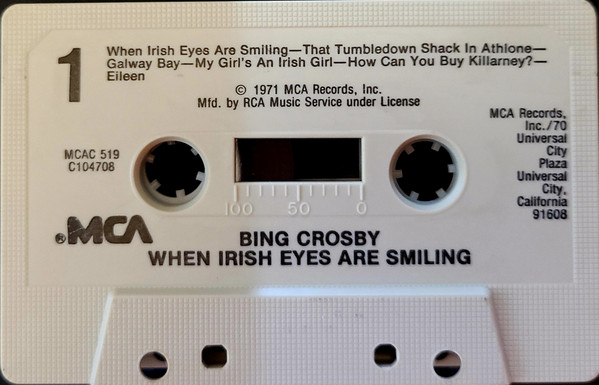 1
When Irish Eyes Are Smiling—That Tumbledown Shack In Athlone—
Galway Bay—My Girl's An Irish Girl—How Can You Buy Killarney?—
Eileen
© 1971 MCA Records, Inc.
Mfd. by RCA Music Service under License
MCAC 519
C104708
MCA Records,
Inc./70
Universal
City
Plaza
Universal
City,
California
91608
100 50 0
®MCA
BING CROSBY
WHEN IRISH EYES ARE SMILING